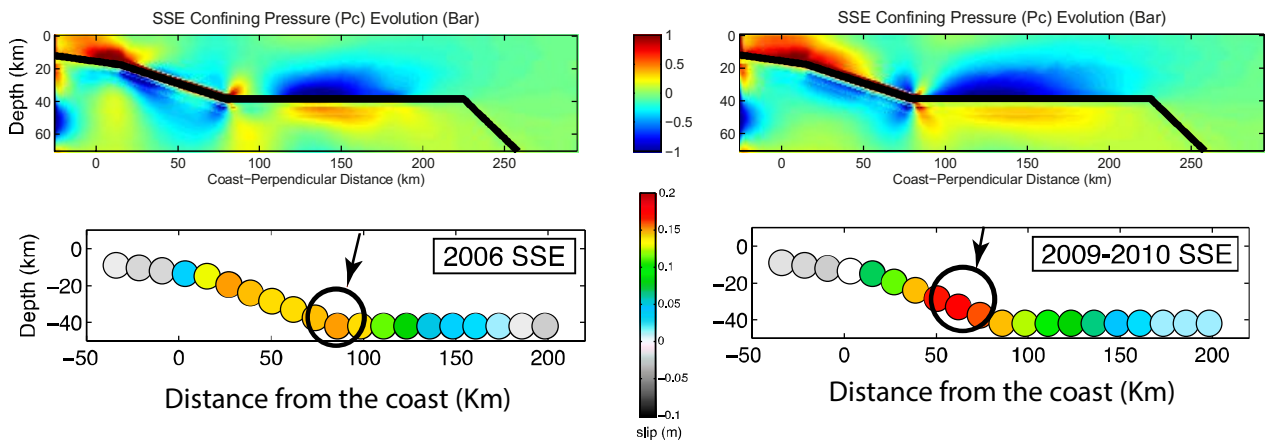 SSE Confining Pressure (Pc) Evolution (Bar)
Depth (km)
0
20
40
60
0 50 100 150 200 250
Coast−Perpendicular Distance (km)
1
0.5
0
−0.5
−1
SSE Confining Pressure (Pc) Evolution (Bar)
0
20
40
60
0 50 100 150 200 250
Coast−Perpendicular Distance (km)
Depth (km)
0
−20
−40
2006 SSE
−50 0 50 100 150 200
Distance from the coast (Km)
0.2
0.15
0.1
0.05
0
−0.05
−0.1
slip (m)
Depth (km)
0
−20
−40
2009-2010 SSE
−50 0 50 100 150 200
Distance from the coast (Km)